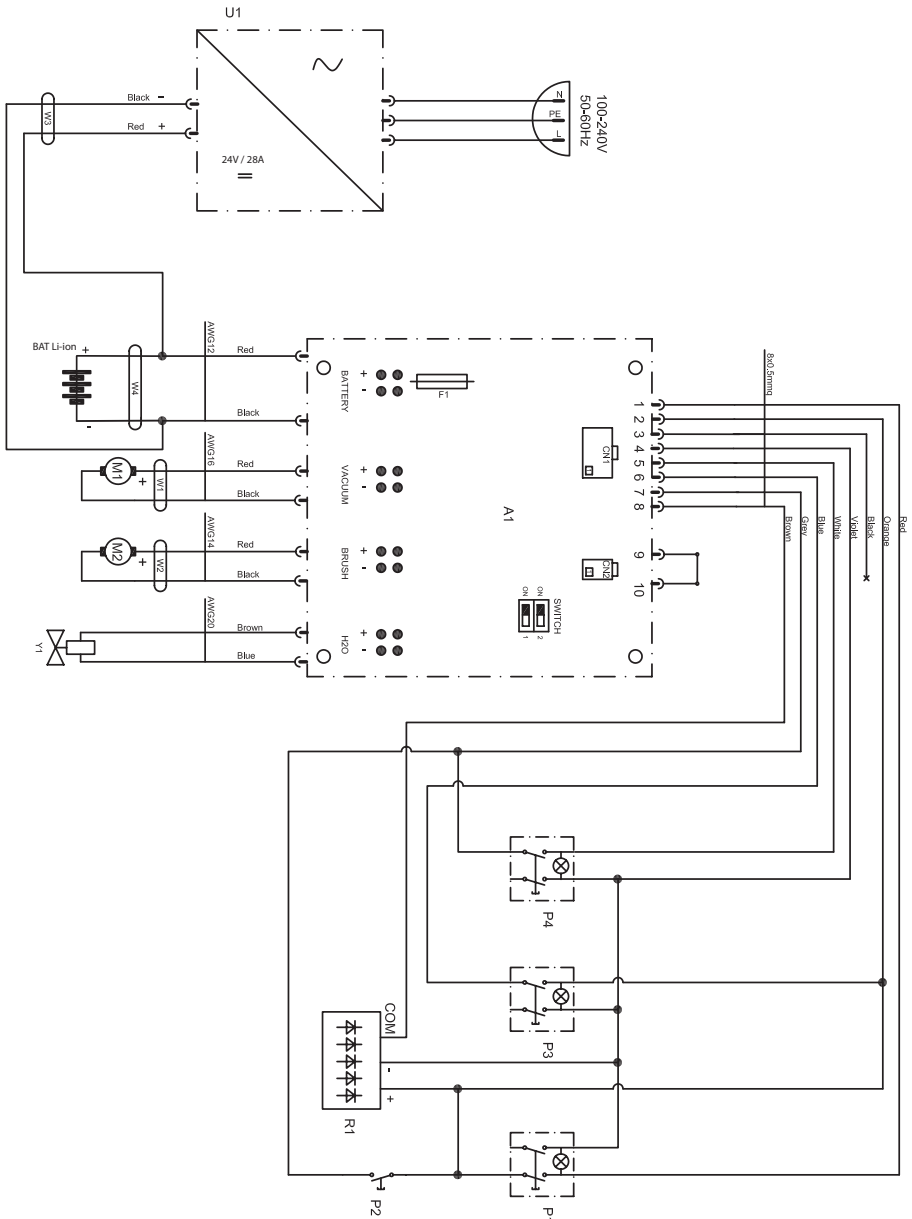 U1
100-240V
50-60Hz
N
PE
L
Black -
Red +
W3
24V / 28A
BAT Li-ion
+
-
W4
AWG12
Red
Black
AWG16
Red
Black
M1
+
W1
AWG14
Red
Black
M2
+
W2
AWG20
Brown
Blue
Y1
BATTERY
+
-
F1
VACUUM
+
-
BRUSH
+
-
H2O
+
-
A1
CN1
CN2
SWITCH
ON
ON
1
2
1
2
3
4
5
6
7
8
9
10
8x0.5mmq
Red
Orange
Black
Violet
White
Blue
Grey
Brown
P4
P3
COM
-
+
R1
P2